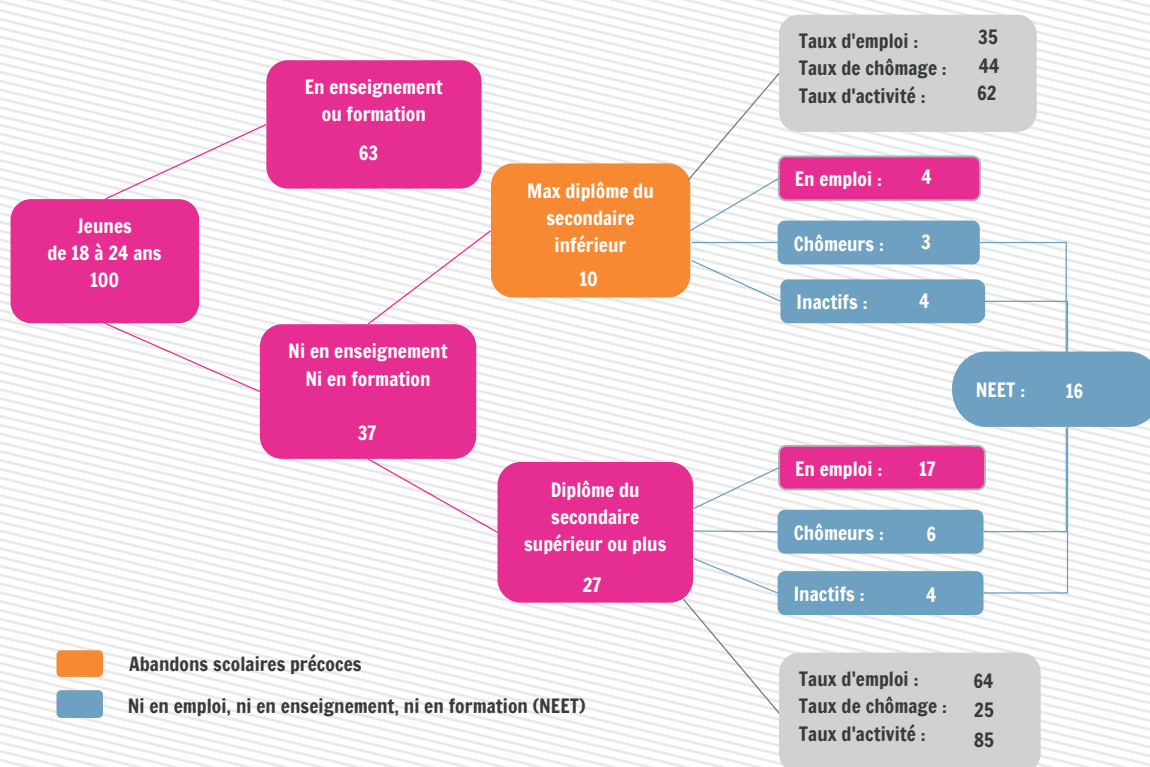 Jeunes
de 18 à 24 ans
100
En enseignement
ou formation
63
Ni en enseignement
Ni en formation
37
Max diplôme du
secondaire
inférieur
10
Taux d'emploi : 35
Taux de chômage : 44
Taux d'activité : 62
En emploi : 4
Chômeurs : 3
Inactifs : 4
NEET : 16
Diplôme du
secondaire
supérieur ou plus
27
En emploi : 17
Chômeurs : 6
Inactifs : 4
Taux d'emploi : 64
Taux de chômage : 25
Taux d'activité : 85
Abandons scolaires précoces
Ni en emploi, ni en enseignement, ni en formation (NEET)